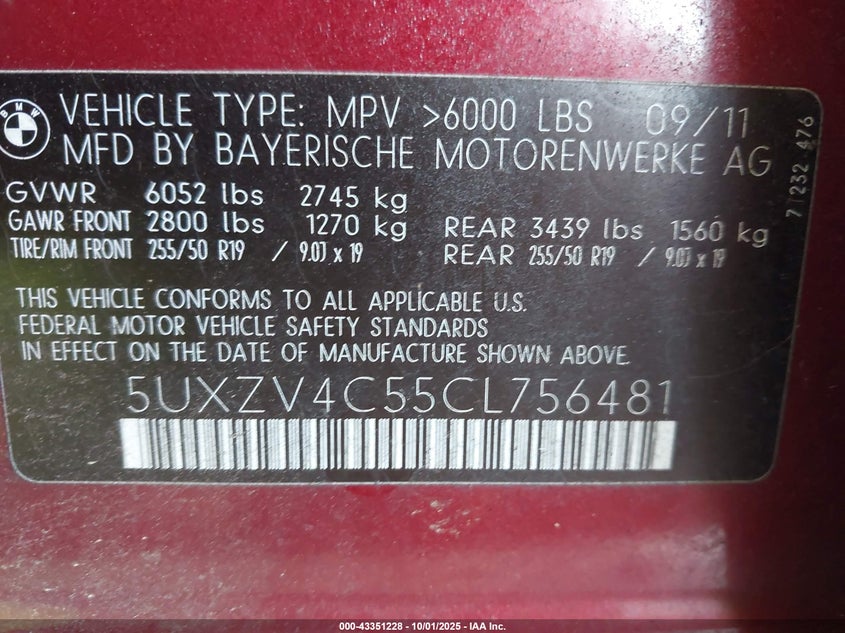 BMW
VEHICLE TYPE: MPV >6000 LBS 09/11
MFD BY BAYERISCHE MOTORENWERKE AG
GVWR 6052 lbs 2745 kg
GAWR FRONT 2800 lbs 1270 kg REAR 3439 lbs 1560 kg
TIRE/RIM FRONT 255/50 R19 / 9.0J x 19 REAR 255/50 R19 / 9.0J x 19
7 232 476
THIS VEHICLE CONFORMS TO ALL APPLICABLE U.S.
FEDERAL MOTOR VEHICLE SAFETY STANDARDS
IN EFFECT ON THE DATE OF MANUFACTURE SHOWN ABOVE.
5UXZV4C55CL756481
000-43351228 - 10/01/2025 - IAA Inc.